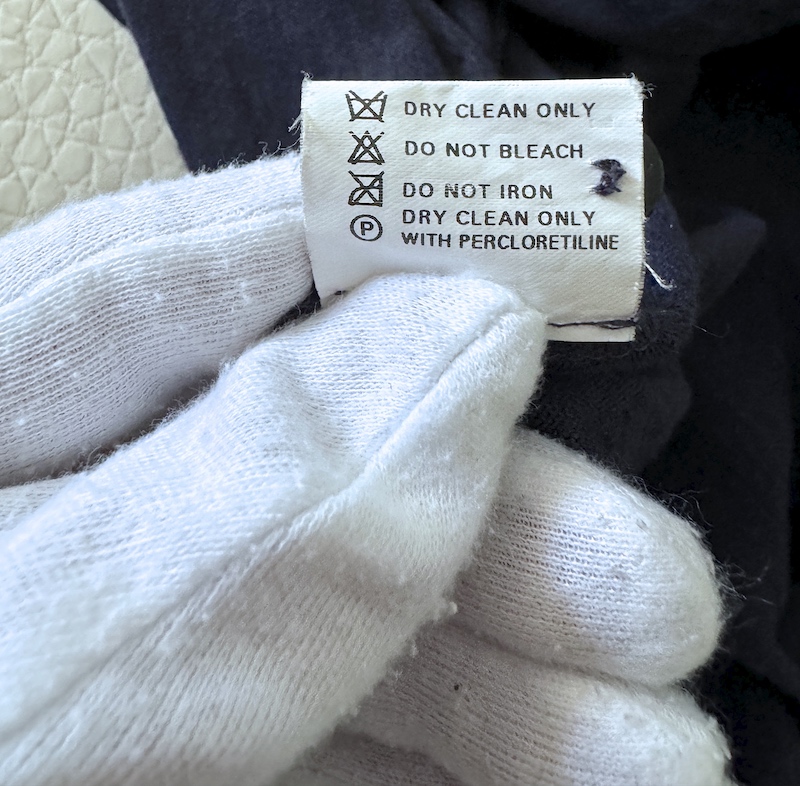 DRY CLEAN ONLY
DO NOT BLEACH
DO NOT IRON
P DRY CLEAN ONLY
WITH PERCLORETILINE